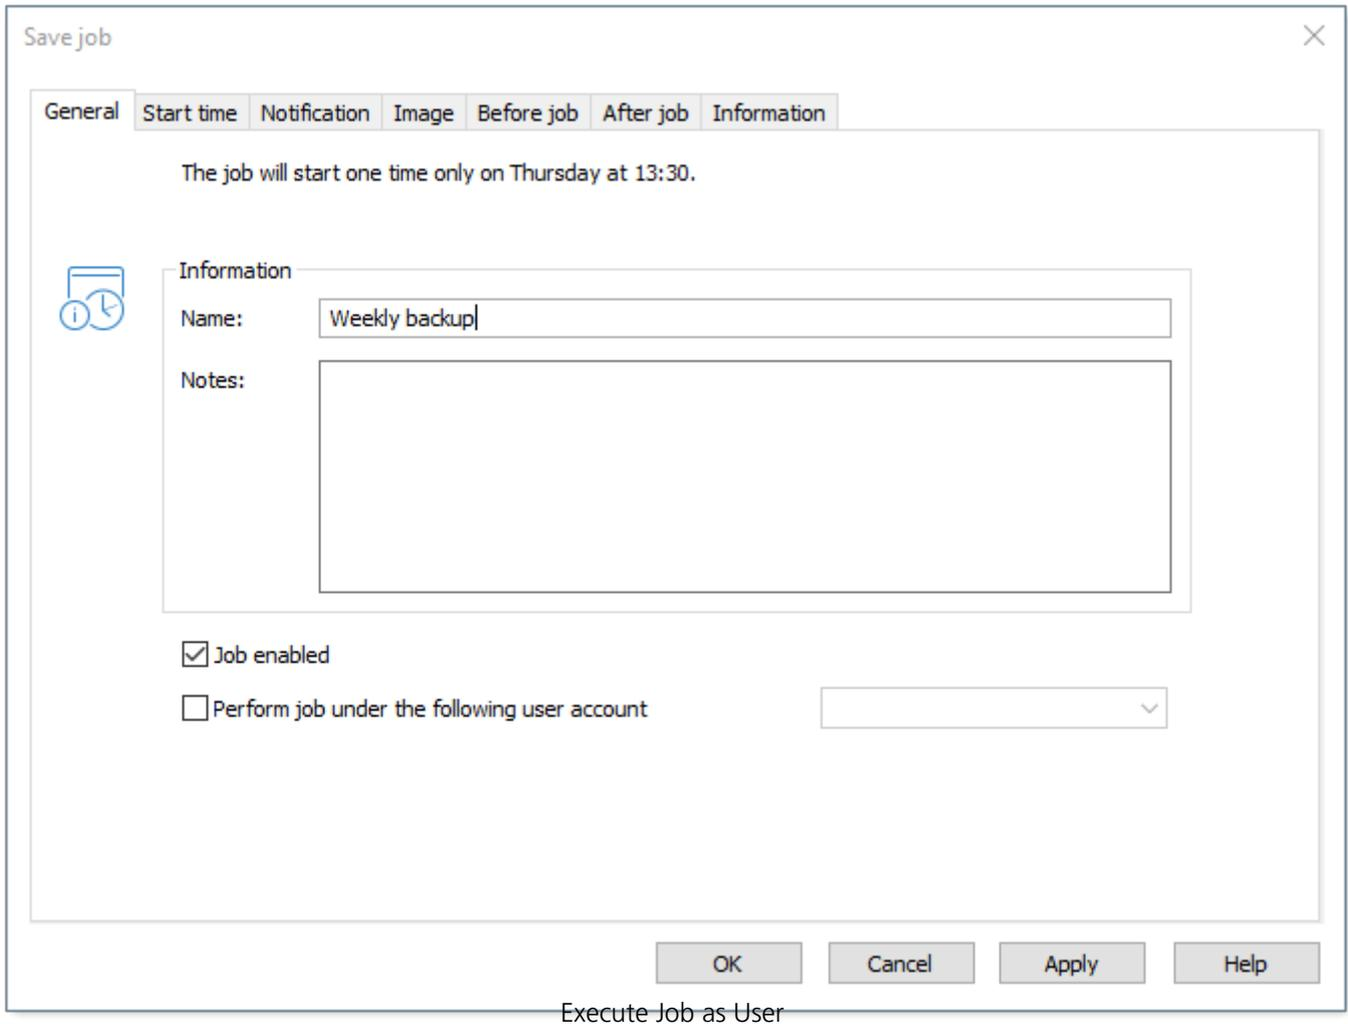 Save job
General Start time Notification Image Before job After job Information
The job will start one time only on Thursday at 13:30.
Information
Name: Weekly backup
Notes:
Job enabled
Perform job under the following user account
OK Cancel Apply Help
Execute Job as User